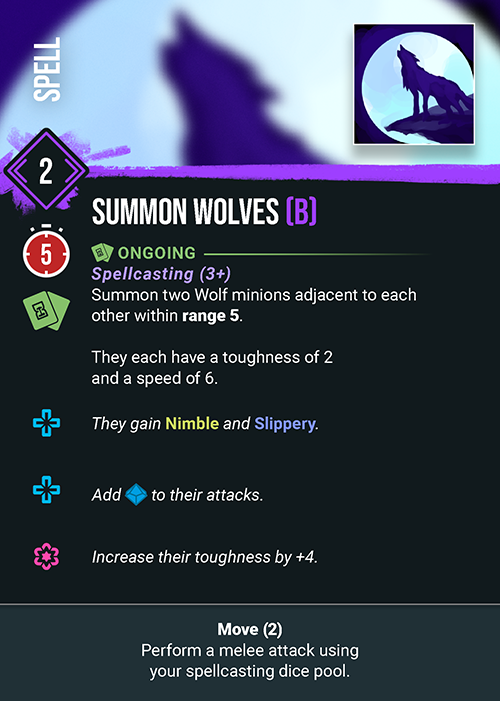 SPELL
2
SUMMON WOLVES (B)
5
ONGOING
Spellcasting (3+)
Summon two Wolf minions adjacent to each
other within range 5.
They each have a toughness of 2
and a speed of 6.
They gain Nimble and Slippery.
Add to their attacks.
Increase their toughness by +4.
Move (2)
Perform a melee attack using
your spellcasting dice pool.